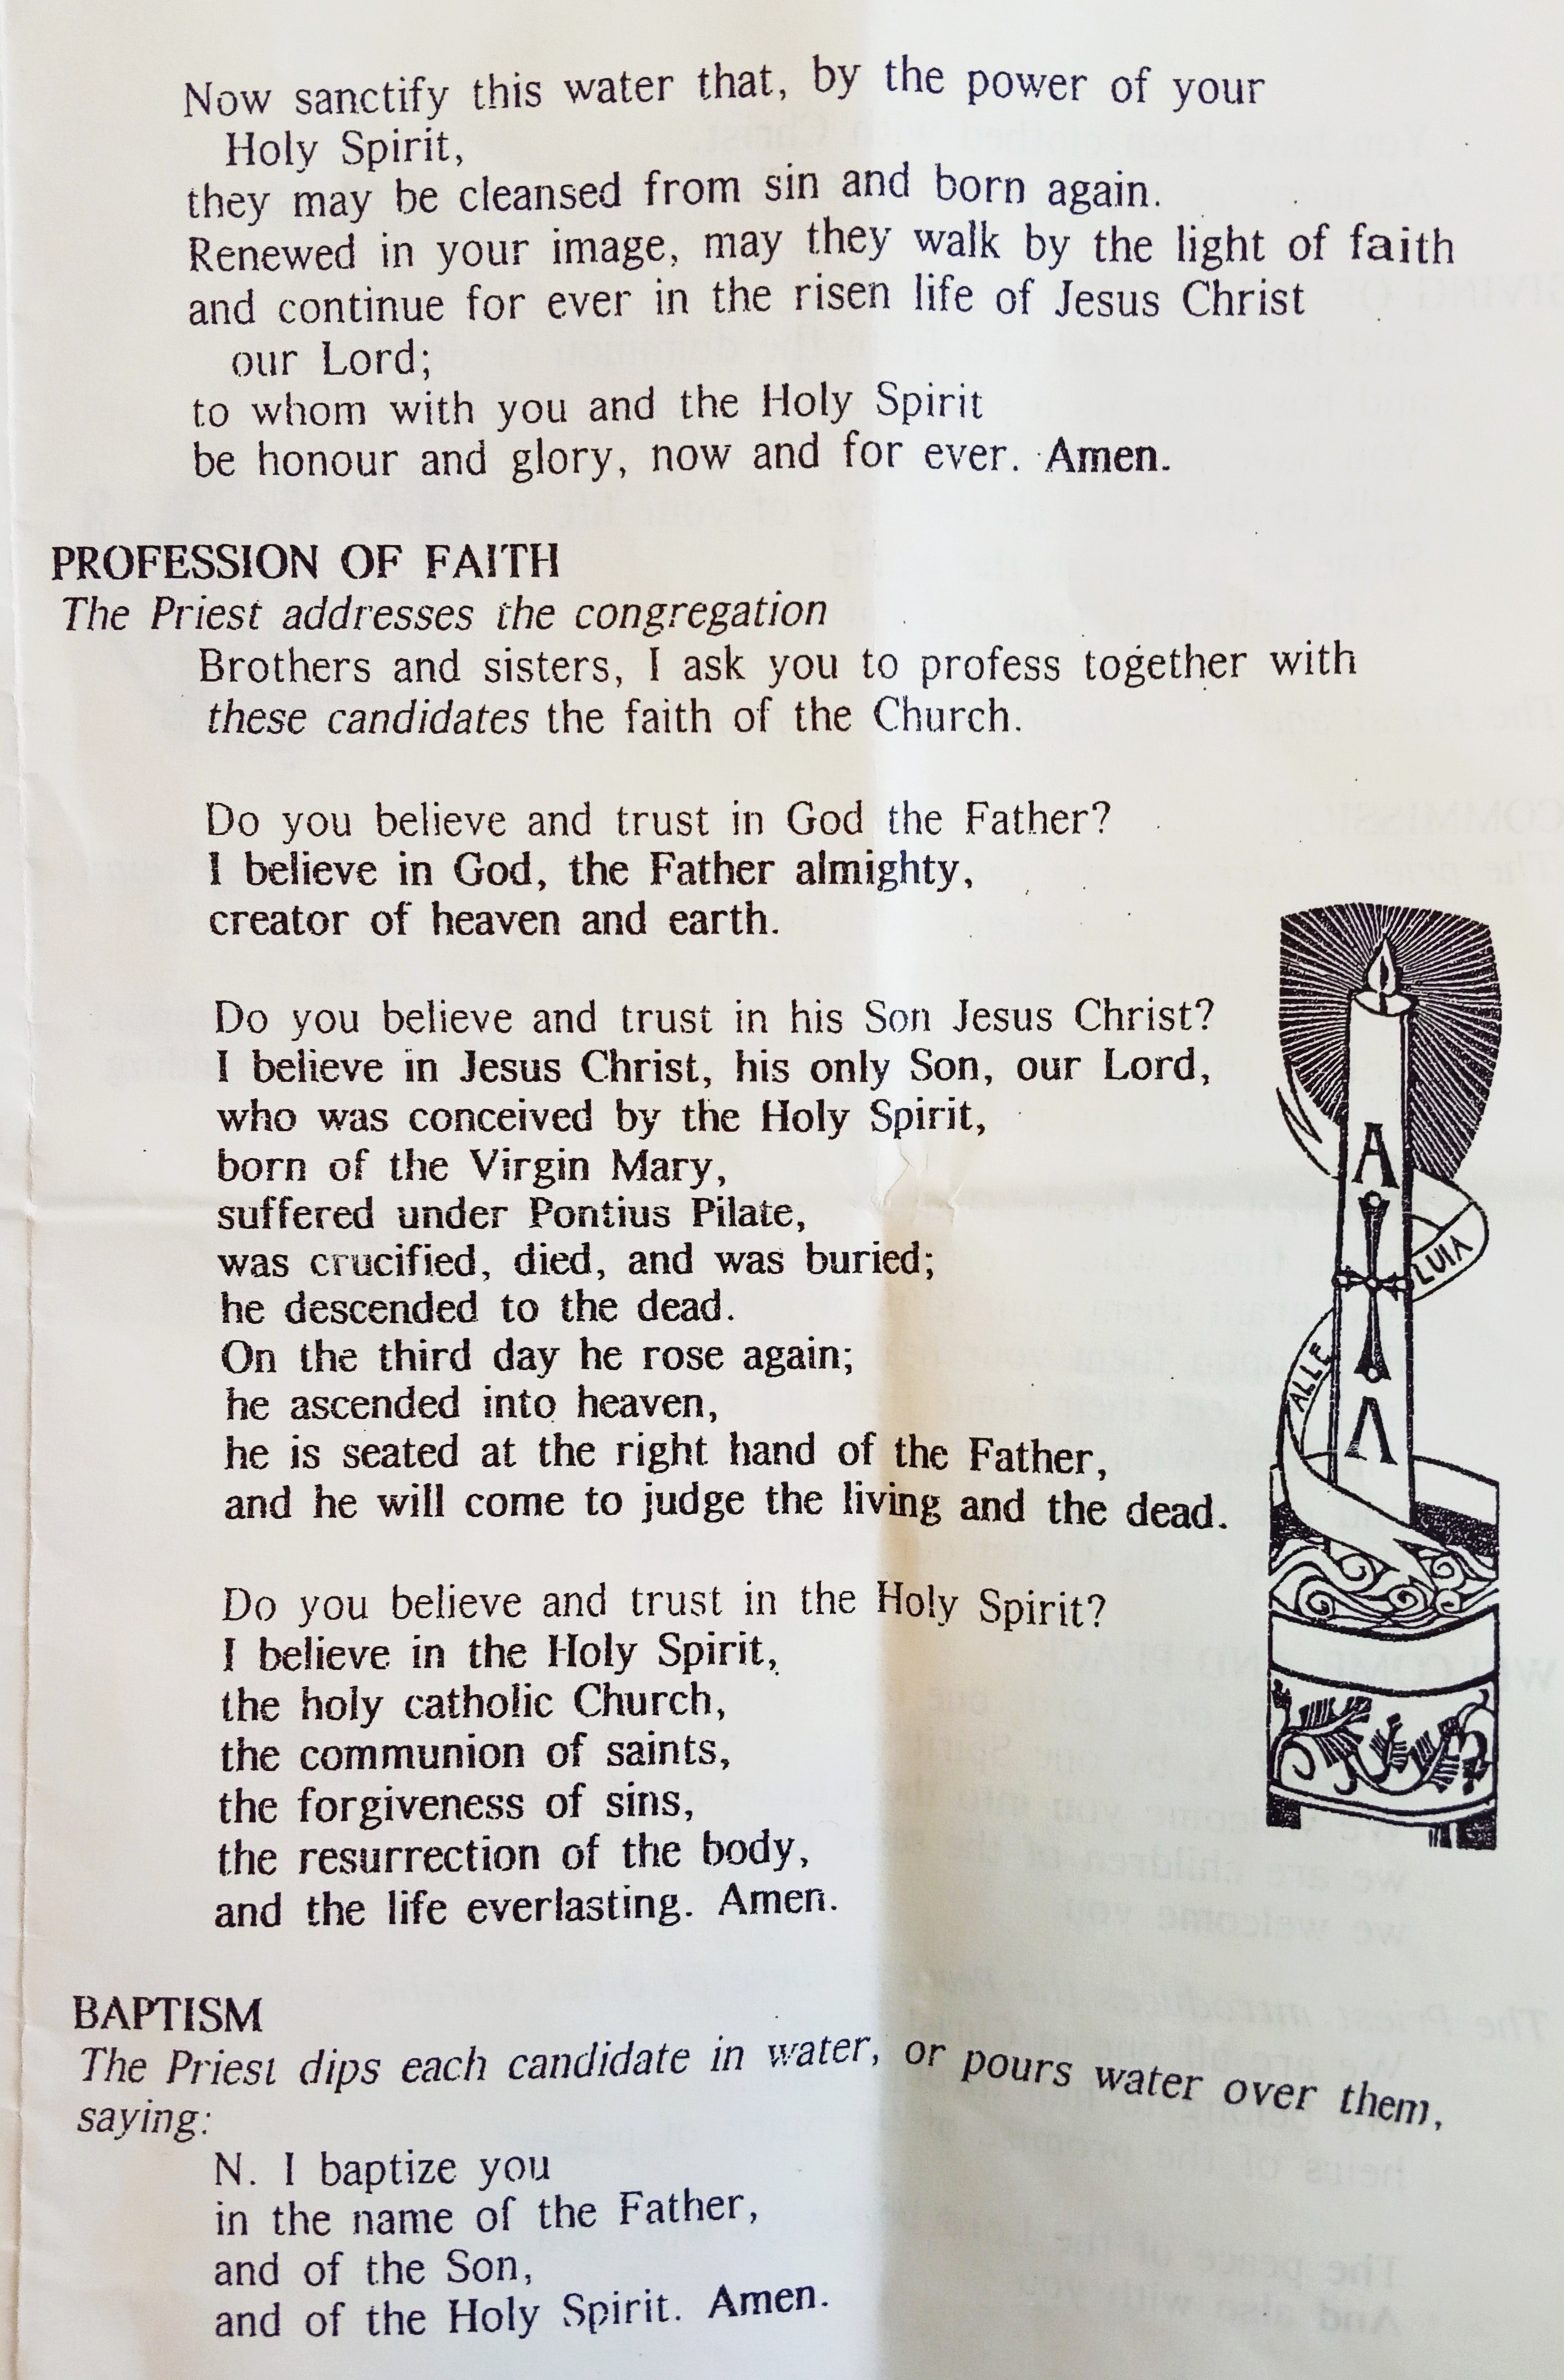 Now sanctify this water that, by the power of your
Holy Spirit,
they may be cleansed from sin and born again.
Renewed in your image, may they walk by the light of faith
and continue for ever in the risen life of Jesus Christ
our Lord;
to whom with you and the Holy Spirit
be honour and glory, now and for ever. Amen.
PROFESSION OF FAITH
The Priest addresses the congregation
Brothers and sisters, I ask you to profess together with
these candidates the faith of the Church.
Do you believe and trust in God the Father?
I believe in God, the Father almighty,
creator of heaven and earth.
Do you believe and trust in his Son Jesus Christ?
I believe in Jesus Christ, his only Son, our Lord,
who was conceived by the Holy Spirit,
born of the Virgin Mary,
suffered under Pontius Pilate,
was crucified, died, and was buried;
he descended to the dead.
On the third day he rose again;
he ascended into heaven,
he is seated at the right hand of the Father,
and he will come to judge the living and the dead.
A
LUIA
ALLE
Λ
Do you believe and trust in the Holy Spirit?
I believe in the Holy Spirit,
the holy catholic Church,
the communion of saints,
the forgiveness of sins,
the resurrection of the body,
and the life everlasting. Amen.
BAPTISM
The Priest dips each candidate in water, or pours water over them,
saying:
N. I baptize you
in the name of the Father,
and of the Son,
and of the Holy Spirit. Amen.